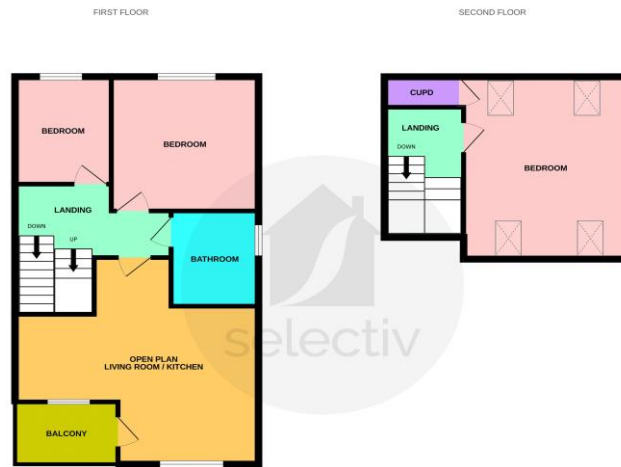 FIRST FLOOR
SECOND FLOOR
BEDROOM
BEDROOM
LANDING
DOWN
UP
BATHROOM
OPEN PLAN
LIVING ROOM / KITCHEN
BALCONY
CUPD
LANDING
DOWN
BEDROOM
selectiv